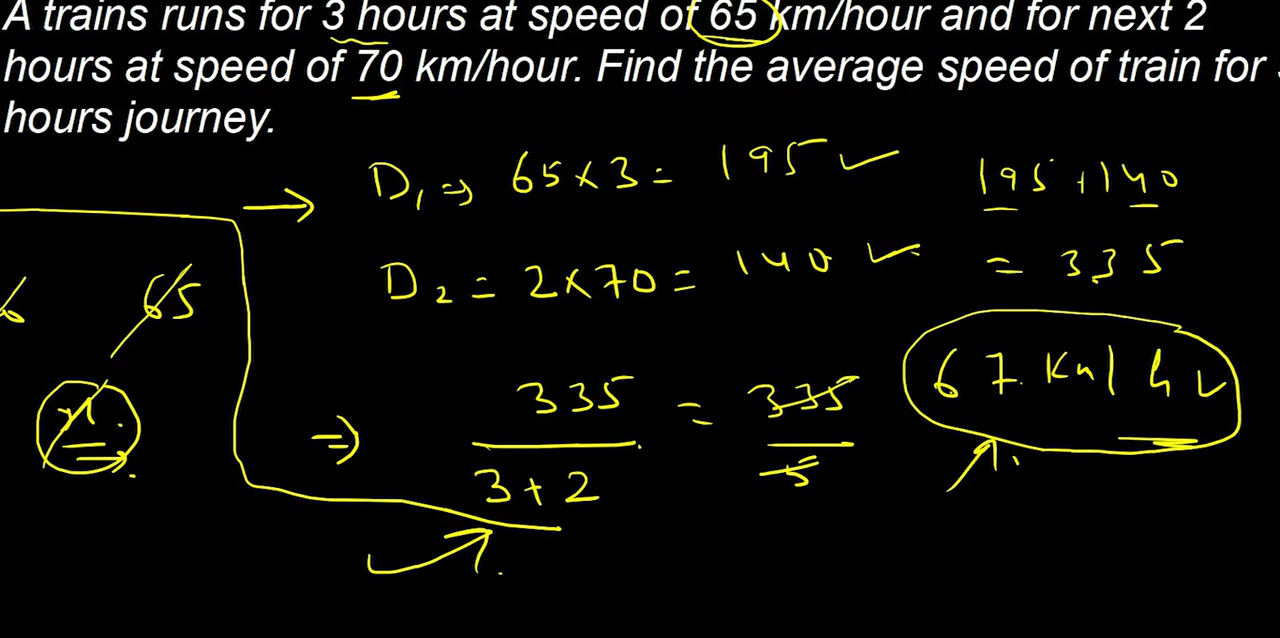 A trains runs for 3 hours at speed of 65 km/hour and for next 2
hours at speed of 70 km/hour. Find the average speed of train for
hours journey.
D₁ ⇒ 65×3 = 195 ✓
195 + 140
D₂ = 2×70 = 140 ✓
= 335
65
⇒ 335 / 3+2 = 335 / 5
67 Km/h ✓